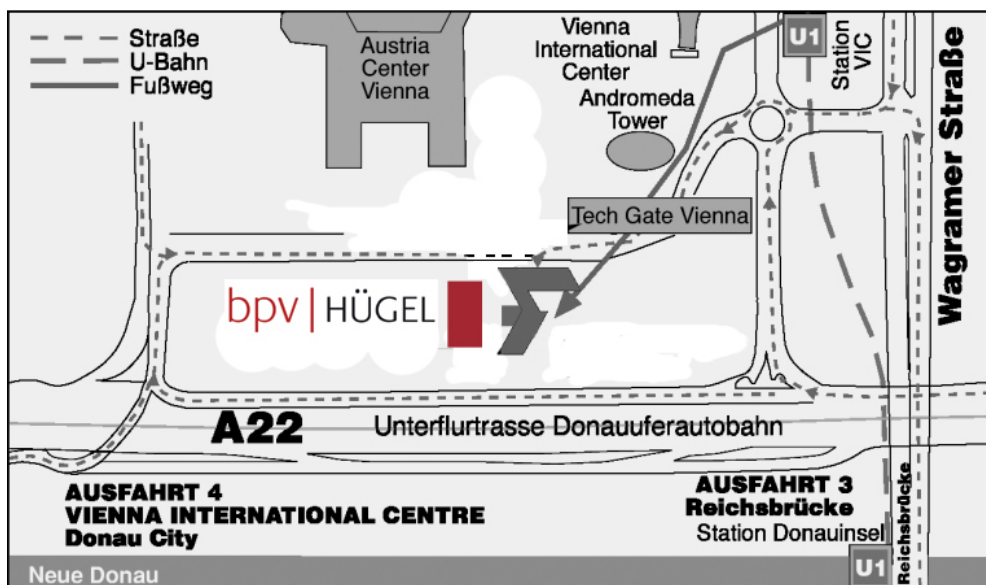 Straße
U-Bahn
Fußweg
Austria
Center
Vienna
Vienna
International
Center
Andromeda
Tower
U1
Station
VIC
Wagramer Straße
Tech Gate Vienna
bpv | HÜGEL
A22
Unterflurtrasse Donauuferautobahn
AUSFAHRT 4
VIENNA INTERNATIONAL CENTRE
Donau City
AUSFAHRT 3
Reichsbrücke
Station Donauinsel
Reichsbrücke
U1
Neue Donau